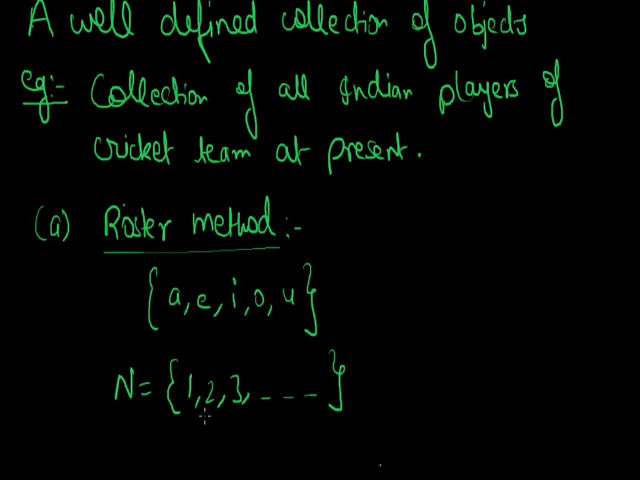 A well defined collection of objects
eg:- Collection of all Indian players of
cricket team at present.
(a) Roster method :-
{a, e, i, o, u}
N = {1, 2, 3, - - - }